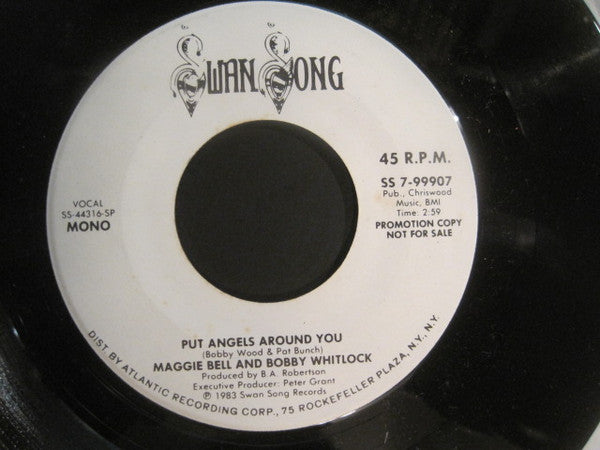 SWAN SONG
VOCAL
SS-44316-SP
MONO
45 R.P.M.
SS 7-99907
Pub., Chriswood
Music, BMI
Time: 2:59
PROMOTION COPY
NOT FOR SALE
PUT ANGELS AROUND YOU
(Bobby Wood & Pat Bunch)
MAGGIE BELL AND BOBBY WHITLOCK
Produced by B.A. Robertson
Executive Producer: Peter Grant
℗ 1983 Swan Song Records
DIST. BY ATLANTIC RECORDING CORP., 75 ROCKEFELLER PLAZA, N.Y. N.Y.